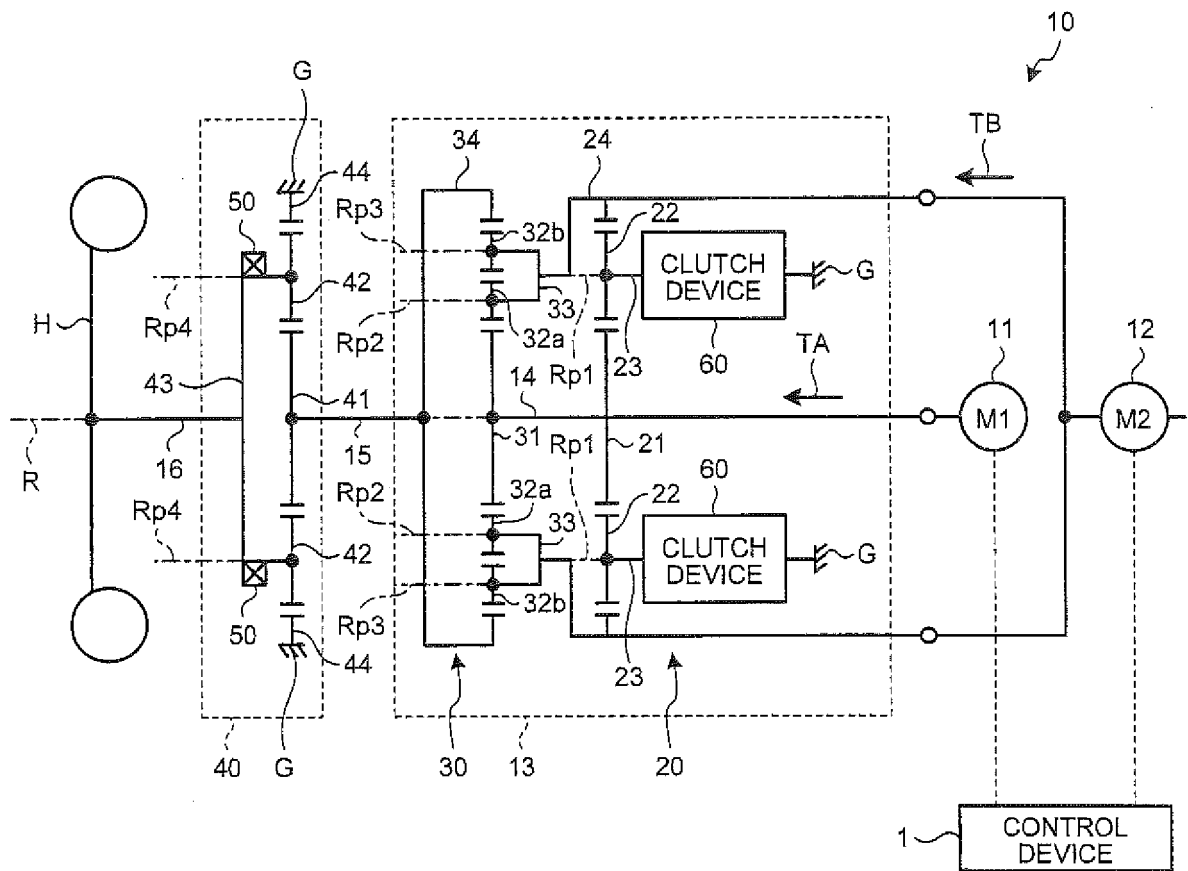 10
G
TB
34
24
44
50
Rp3
32b
22
CLUTCH
DEVICE
G
42
Rp4
33
H
Rp2
32a
Rp1
23
60
TA
11
12
43
41
14
M1
M2
R
16
15
31
Rp1
21
60
Rp2
32a
22
Rp4
33
CLUTCH
DEVICE
G
42
32b
50
Rp3
44
23
40
G
30
13
20
1
CONTROL
DEVICE